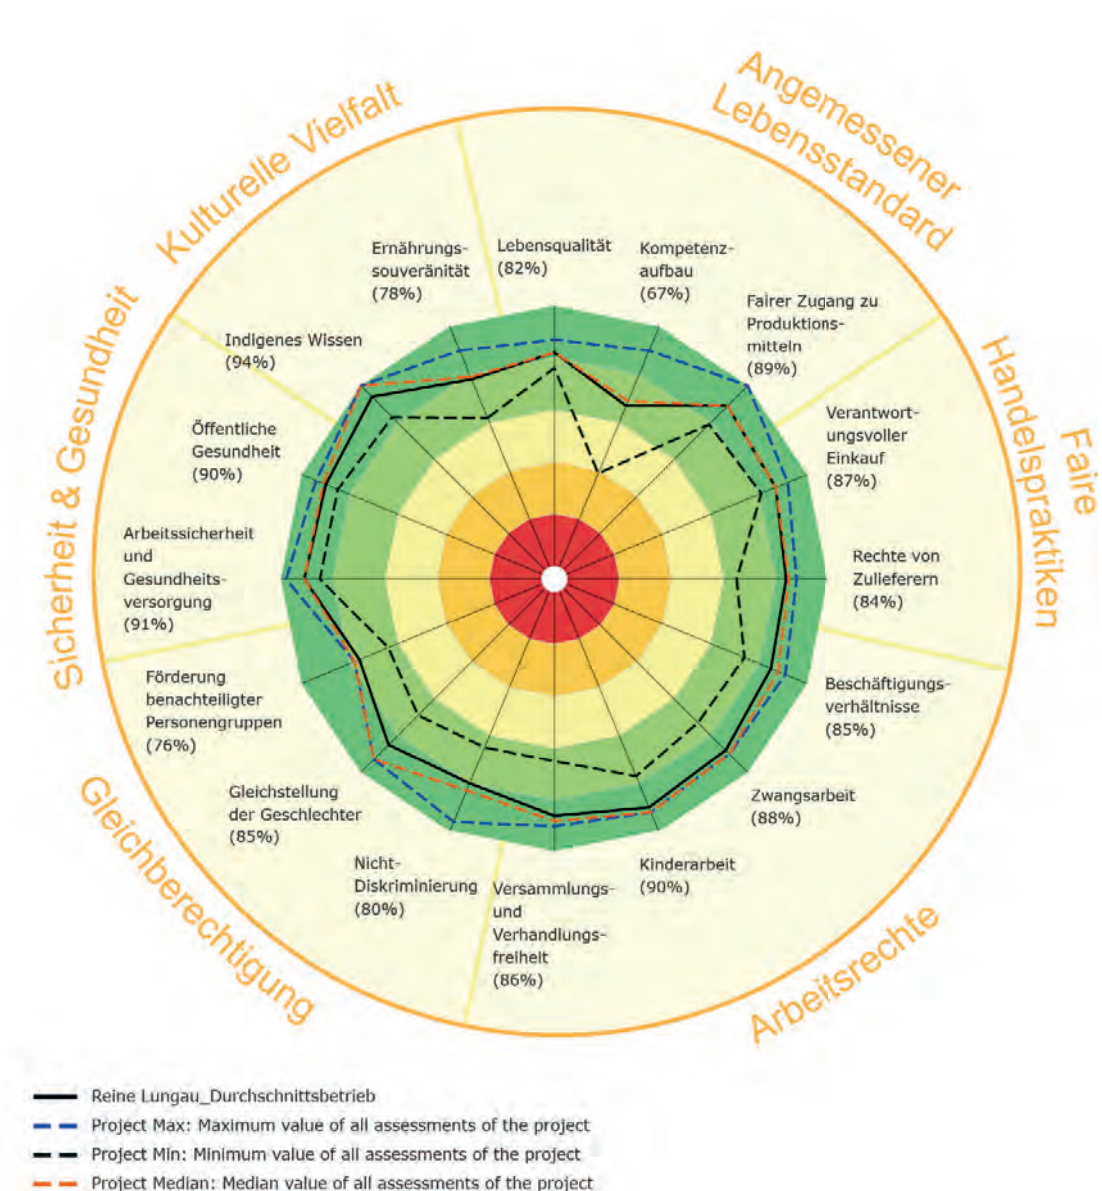 Kulturelle Vielfalt
Angemessener
Lebensstandard
Faire
Handelspraktiken
Arbeitsrechte
Gleichberechtigung
Sicherheit & Gesundheit
Ernährungs-
souveränität
(78%)
Lebensqualität
(82%)
Kompetenz-
aufbau
(67%)
Fairer Zugang zu
Produktions-
mitteln
(89%)
Verantwort-
ungsvoller
Einkauf
(87%)
Rechte von
Zulieferern
(84%)
Beschäftigungs-
verhältnisse
(85%)
Zwangsarbeit
(88%)
Kinderarbeit
(90%)
Versammlungs-
und
Verhandlungs-
freiheit
(86%)
Nicht-
Diskriminierung
(80%)
Gleichstellung
der Geschlechter
(85%)
Förderung
benachteiligter
Personengruppen
(76%)
Arbeitssicherheit
und
Gesundheits-
versorgung
(91%)
Öffentliche
Gesundheit
(90%)
Indigenes Wissen
(94%)
Reine Lungau_Durchschnittsbetrieb
Project Max: Maximum value of all assessments of the project
Project Min: Minimum value of all assessments of the project
Project Median: Median value of all assessments of the project